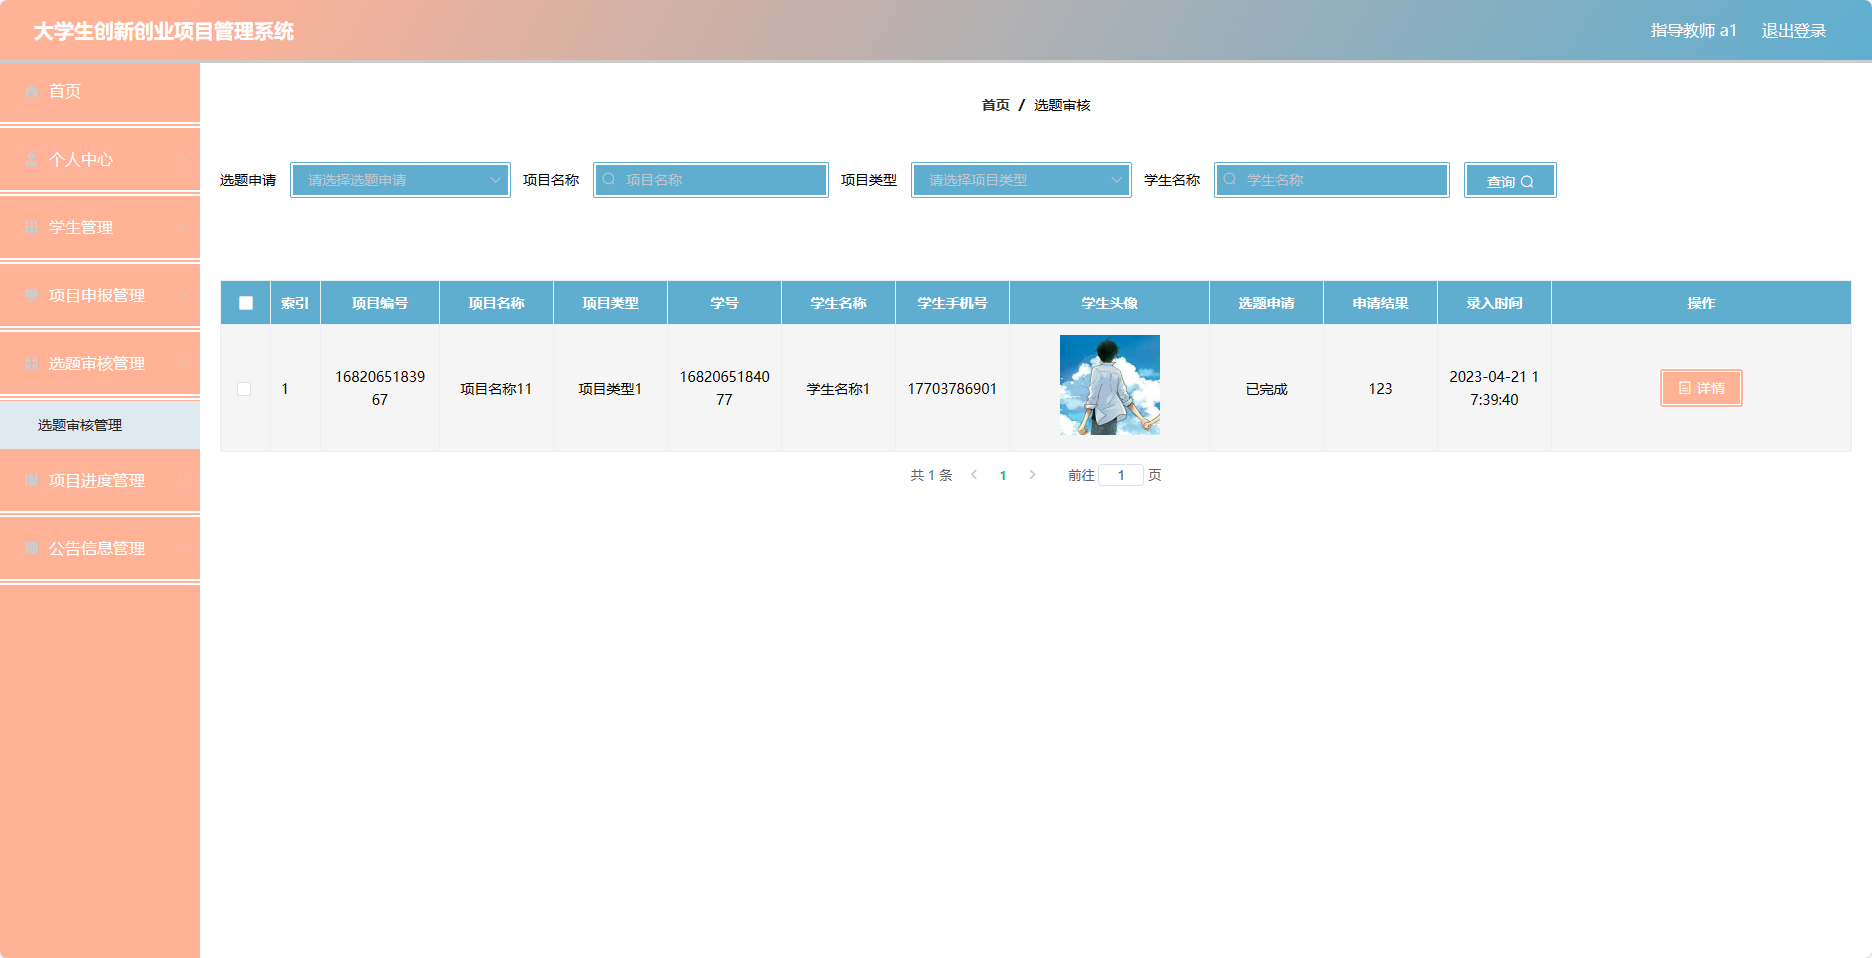 大学生创新创业项目管理系统
指导教师 a1 退出登录
首页
个人中心
学生管理
项目申报管理
选题审核管理
选题审核管理
项目进度管理
公告信息管理
首页 / 选题审核
选题申请 请选择选题申请 项目名称 项目名称 项目类型 请选择项目类型 学生名称 学生名称 查询
索引 项目编号 项目名称 项目类型 学号 学生名称 学生手机号 学生头像 选题申请 申请结果 录入时间 操作
1 16820651839 项目名称11 项目类型1 16820651840 学生名称1 17703786901 已完成 123 2023-04-21 1 详情
67 77 7:39:40
共 1 条 1 前往 1 页